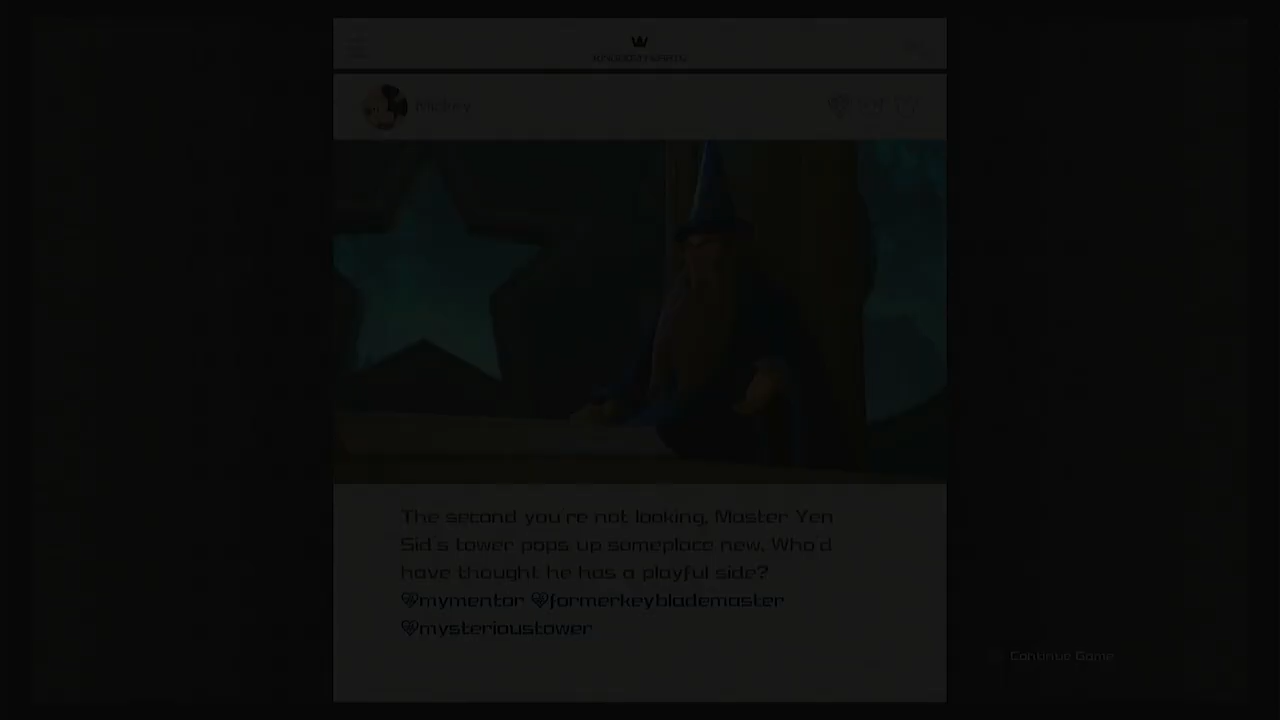 Mickey
The second you're not looking, Master Yen
Sid's tower pops up someplace new. Who'd
have thought he has a playful side?
mymentor formerkeyblademaster
mysterioustower
Continue Game